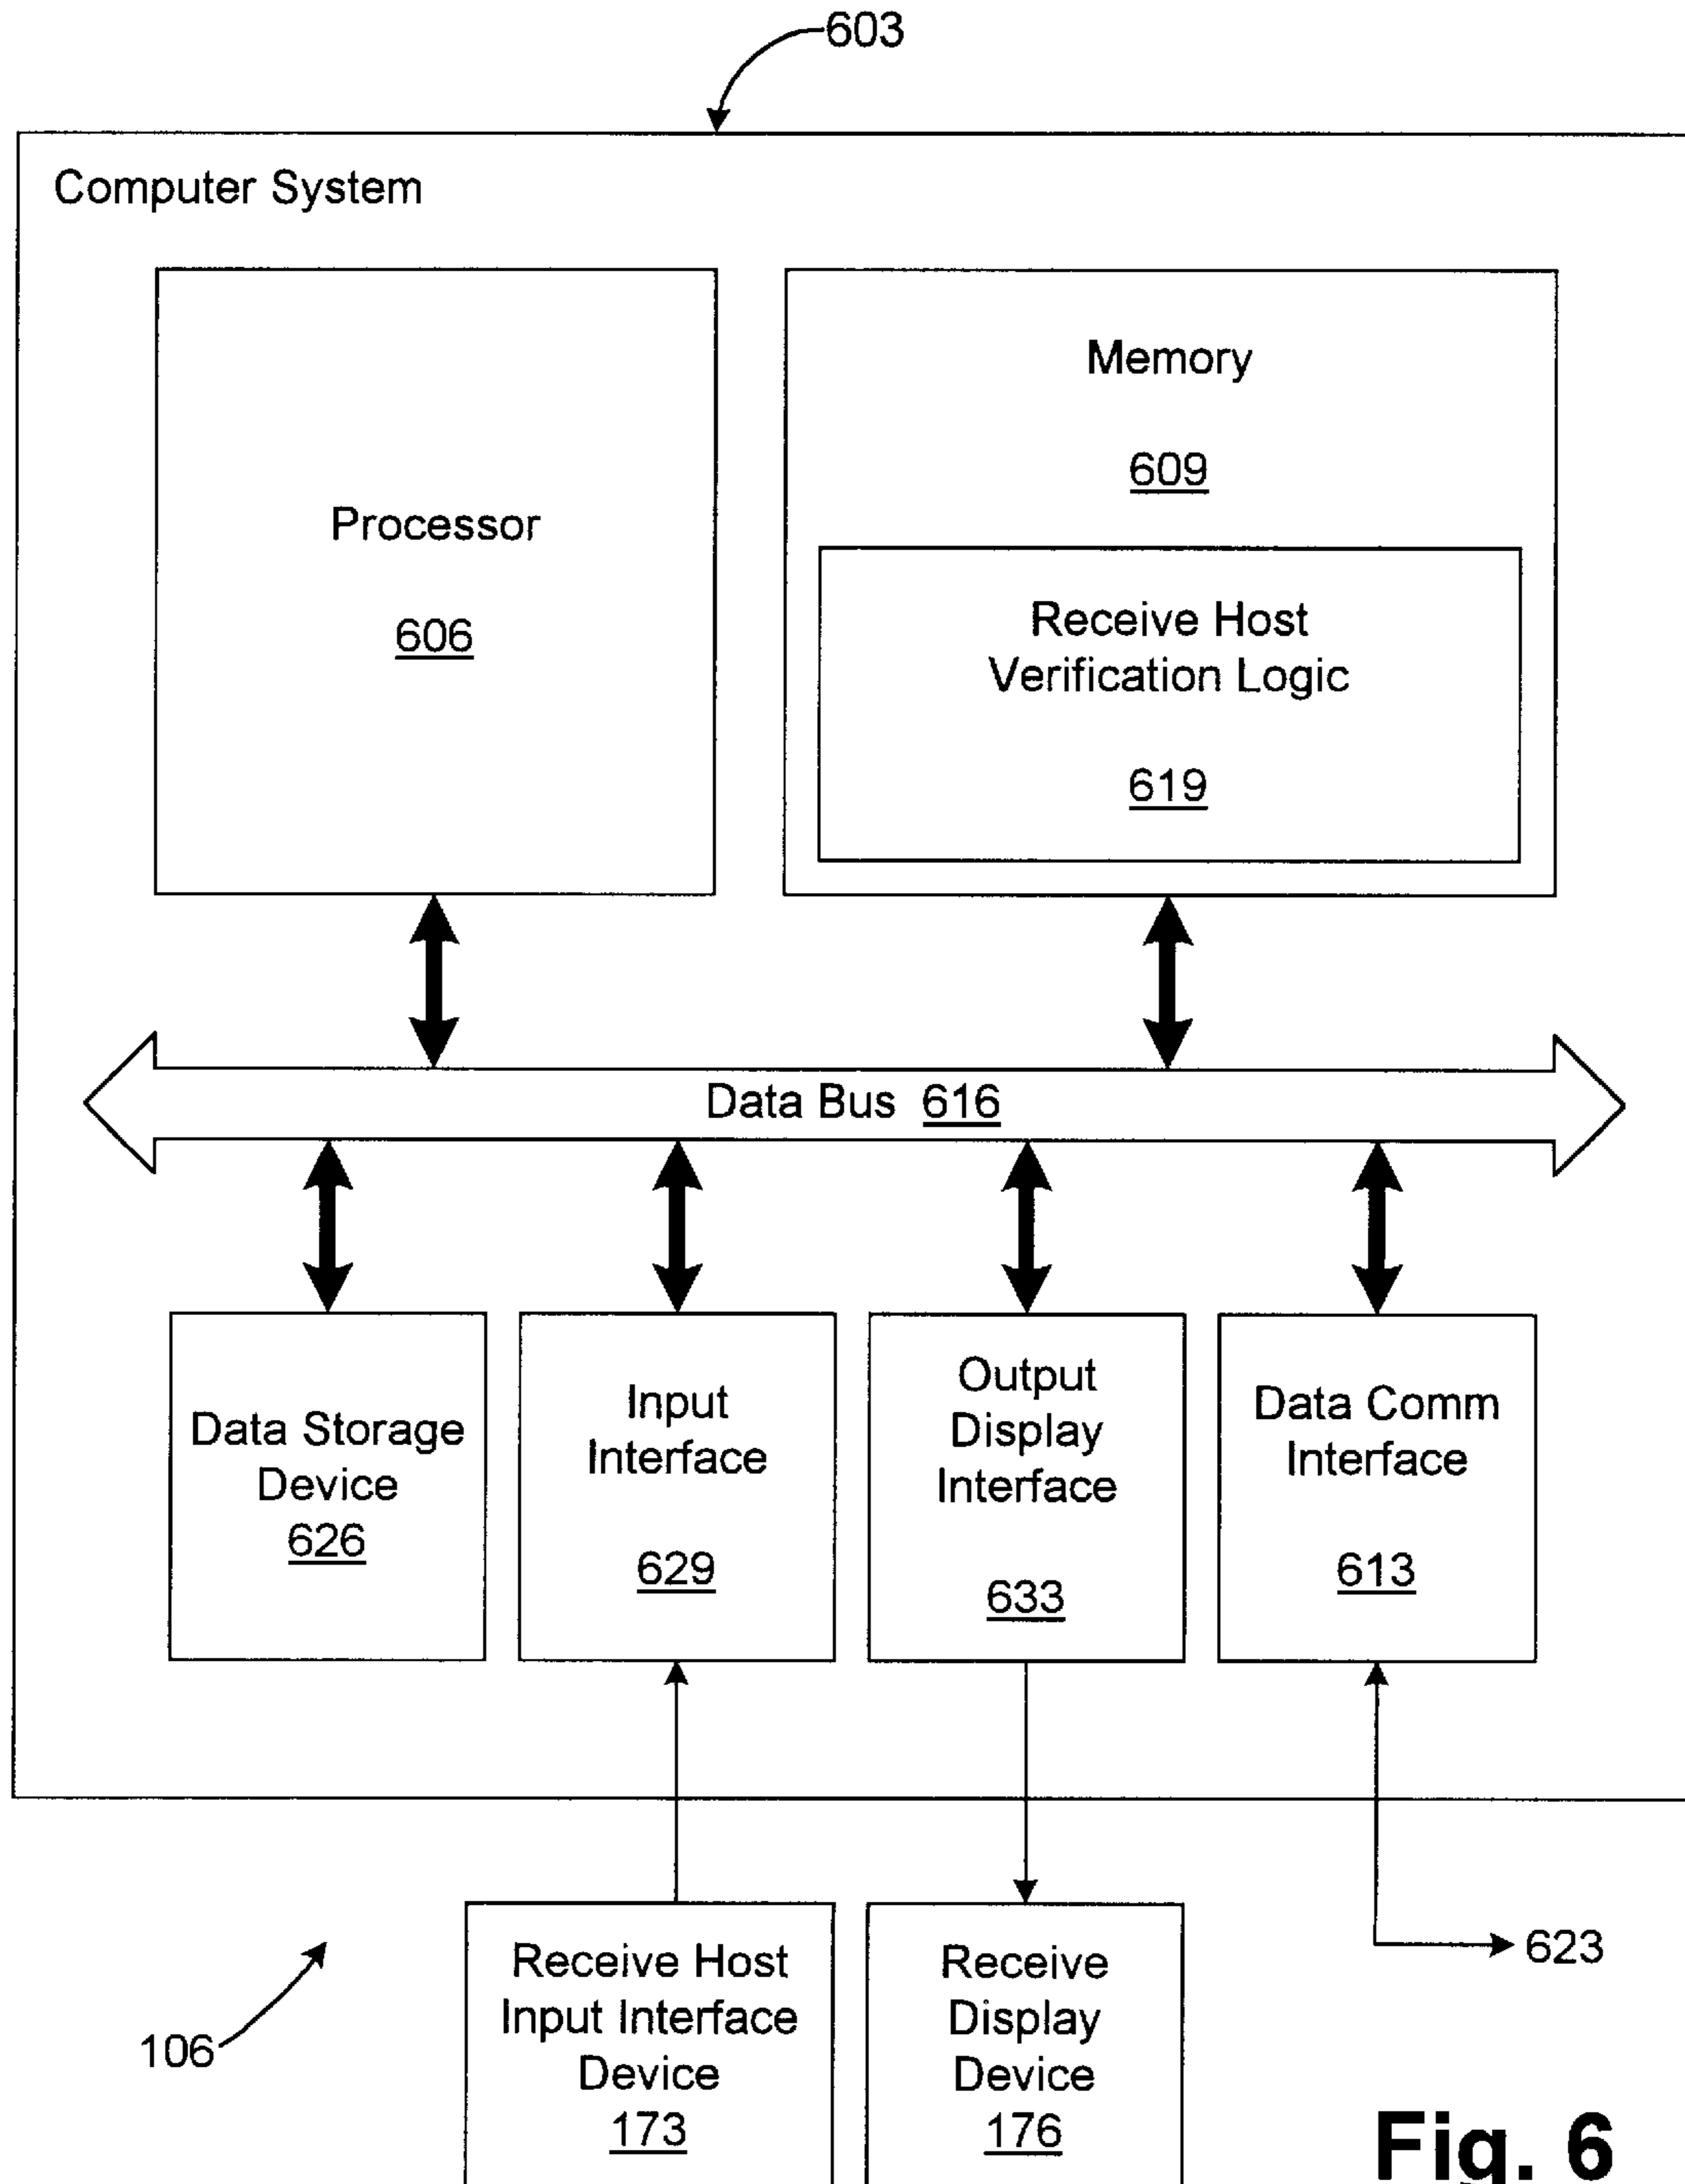 603
Computer System
Processor
606
Memory
609
Receive Host
Verification Logic
619
Data Bus 616
Data Storage
Device
626
Input
Interface
629
Output
Display
Interface
633
Data Comm
Interface
613
106
Receive Host
Input Interface
Device
173
Receive
Display
Device
176
623
Fig. 6